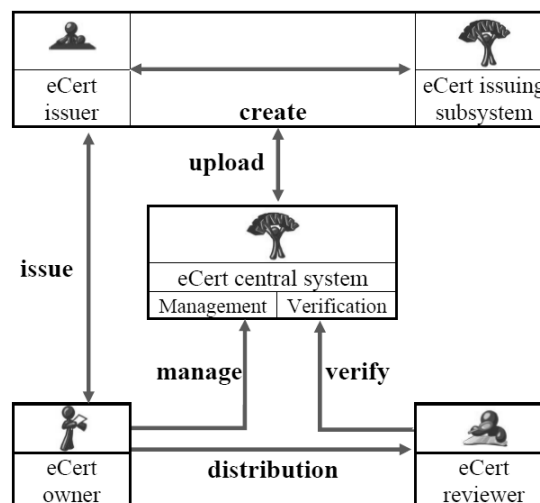 eCert issuer
create
eCert issuing subsystem
upload
issue
eCert central system
Management
Verification
manage
verify
eCert owner
distribution
eCert reviewer